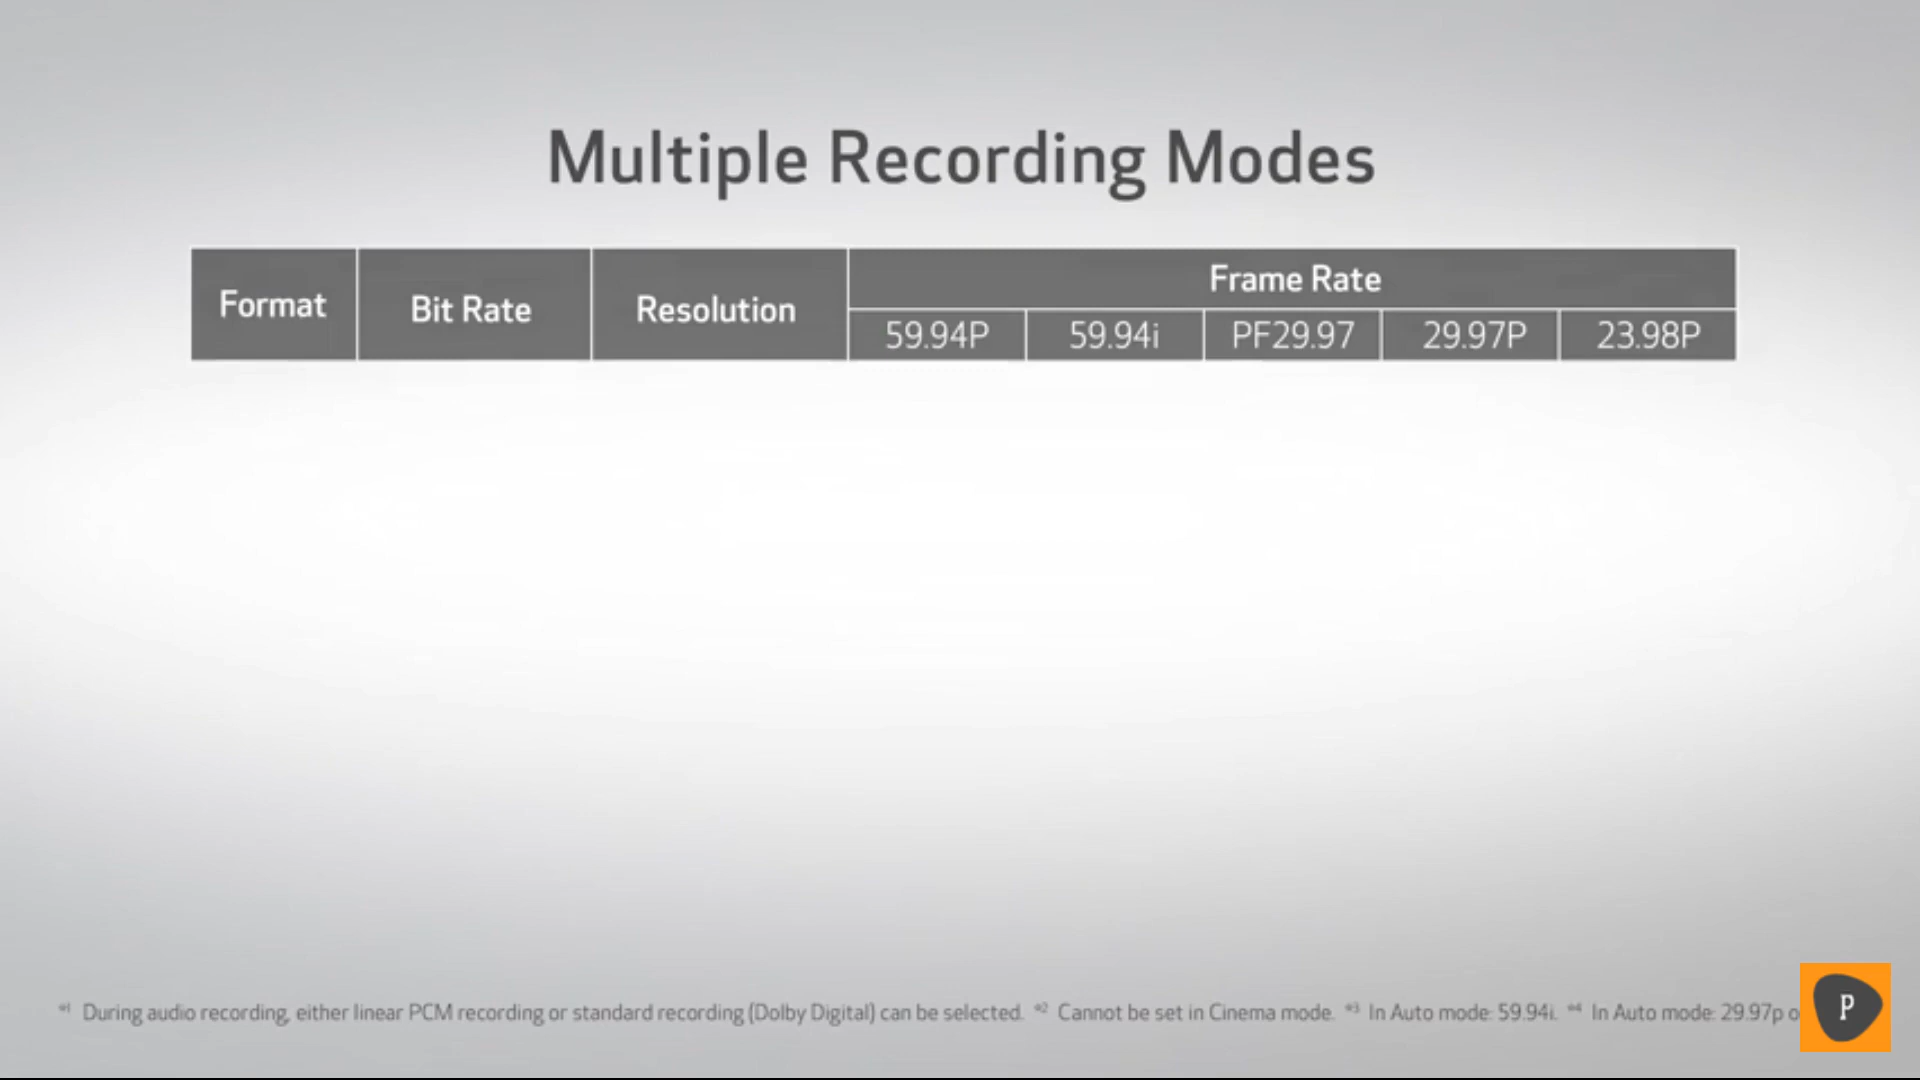 Multiple Recording Modes
Format Bit Rate Resolution Frame Rate
59.94P 59.94i PF29.97 29.97P 23.98P
*1 During audio recording, either linear PCM recording or standard recording (Dolby Digital) can be selected. *2 Cannot be set in Cinema mode. *3 In Auto mode: 59.94i. *4 In Auto mode: 29.97p o
P